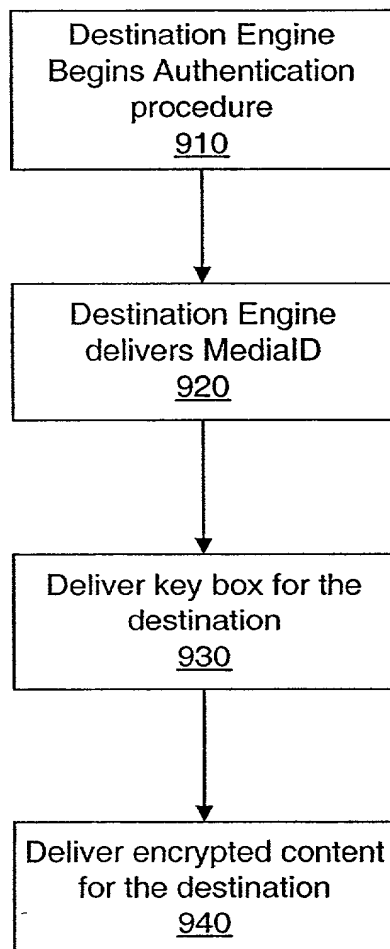 Destination Engine
Begins Authentication
procedure
910
Destination Engine
delivers MediaID
920
Deliver key box for the
destination
930
Deliver encrypted content
for the destination
940